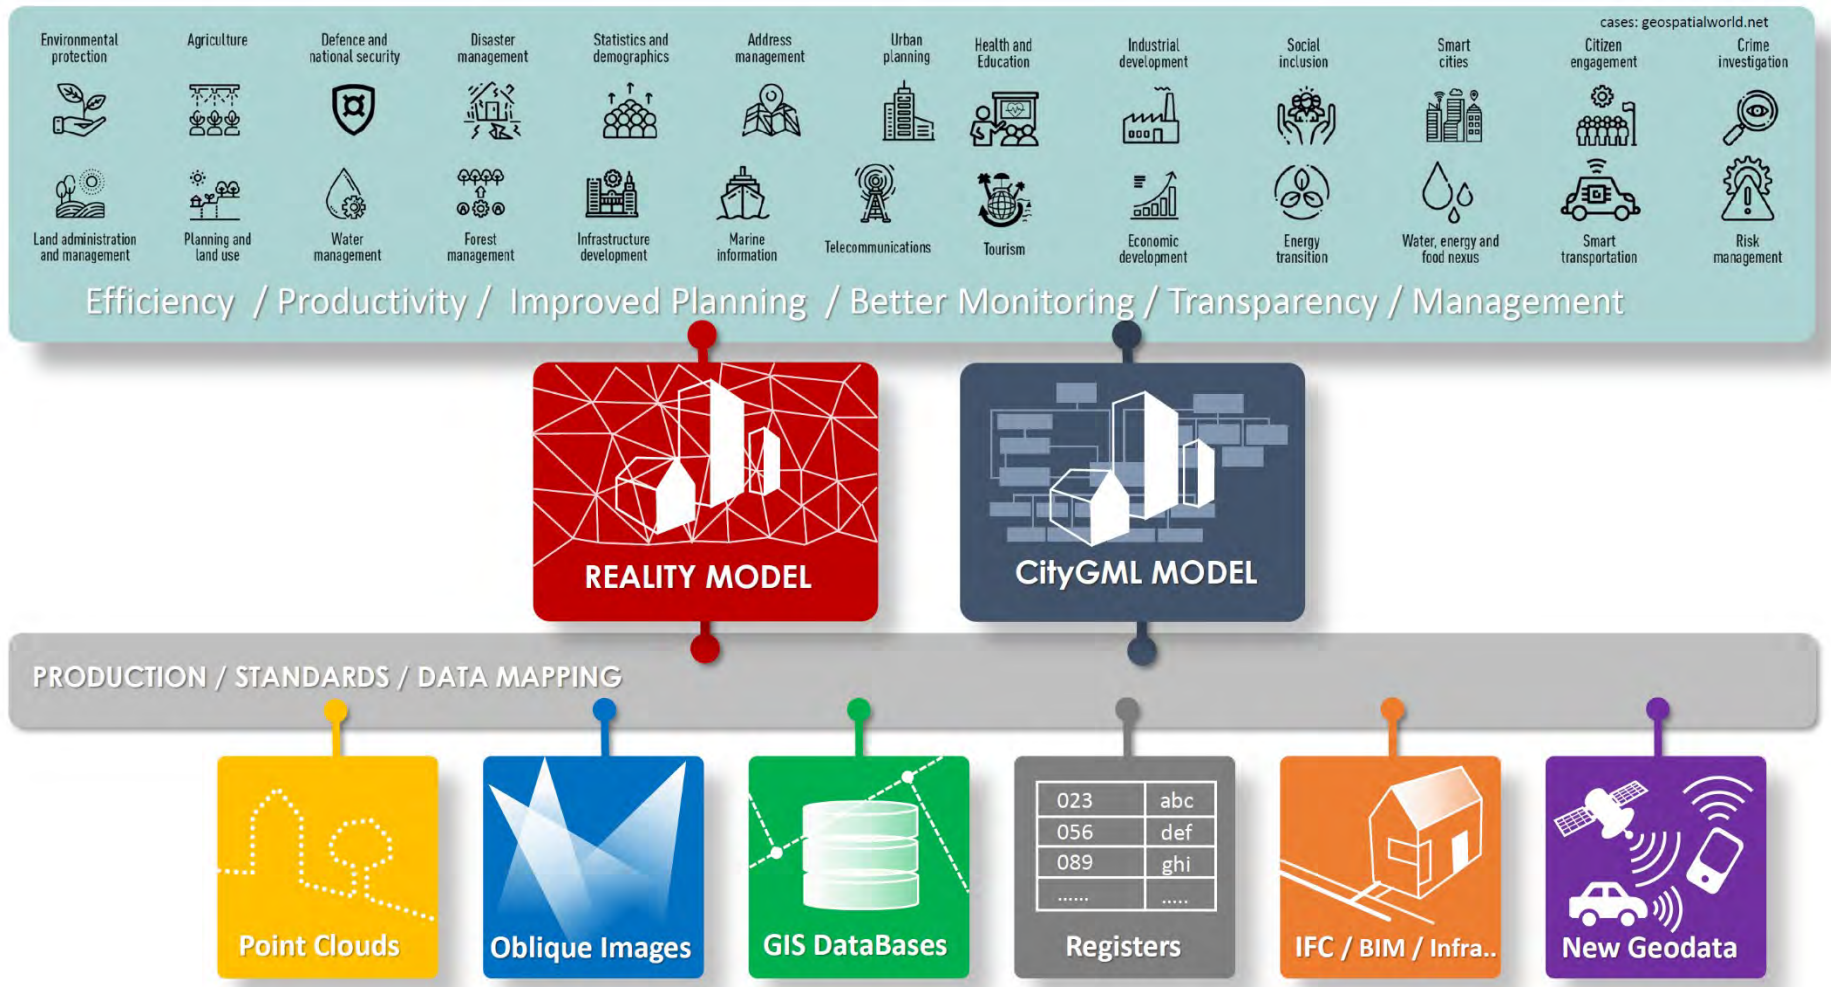 cases: geospatialworld.net
Environmental
protection
Agriculture
Defence and
national security
Disaster
management
Statistics and
demographics
Address
management
Urban
planning
Health and
Education
Industrial
development
Social
inclusion
Smart
cities
Citizen
engagement
Crime
investigation
Land administration
and management
Planning and
land use
Water
management
Forest
management
Infrastructure
development
Marine
information
Telecommunications
Tourism
Economic
development
Energy
transition
Water, energy and
food nexus
Smart
transportation
Risk
management
Efficiency / Productivity / Improved Planning / Better Monitoring / Transparency / Management
REALITY MODEL
CityGML MODEL
PRODUCTION / STANDARDS / DATA MAPPING
Point Clouds
Oblique Images
GIS DataBases
023 abc
056 def
089 ghi
...... .....
Registers
IFC / BIM / Infra..
New Geodata